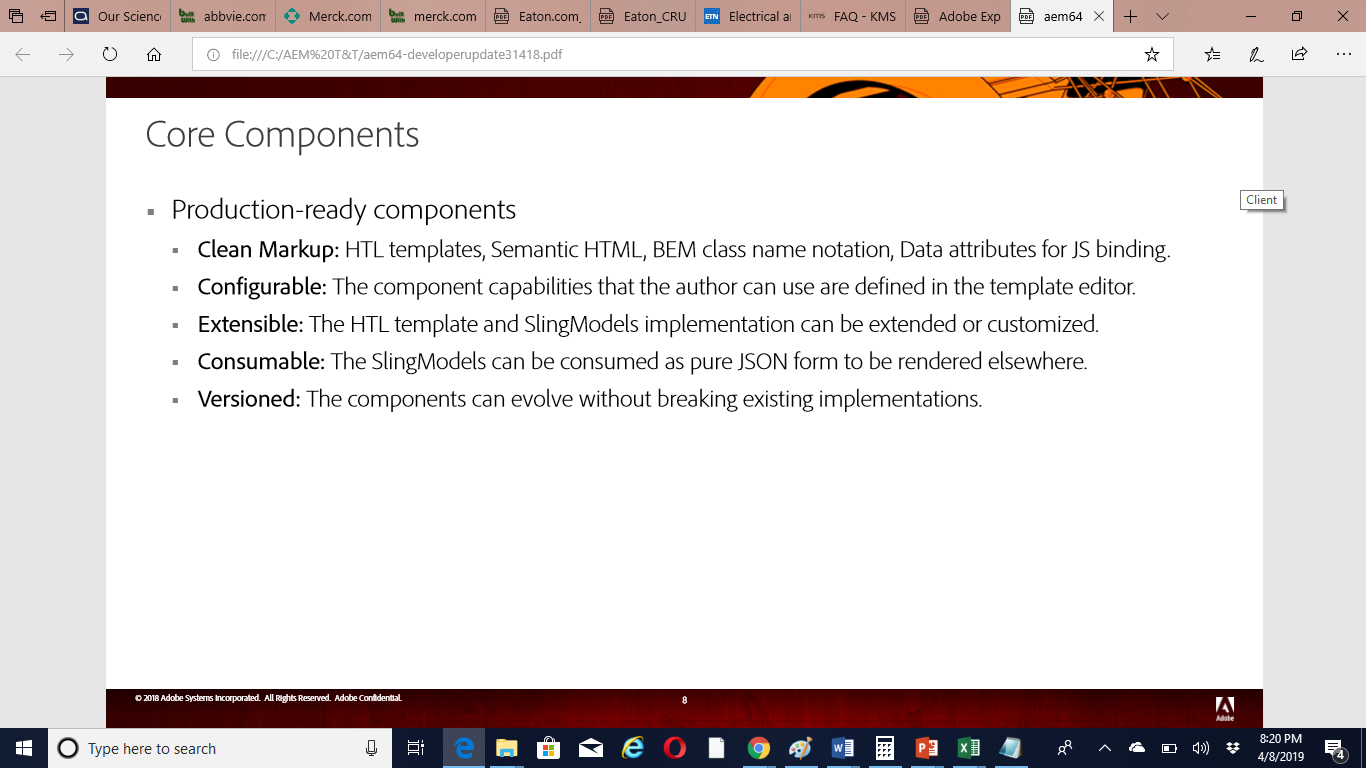 Our Scienc
abbvie.com
Merck.com
merck.com
Eaton.com_
Eaton_CRU
ETN
Electrical ar
KMS
FAQ - KMS
Adobe Exp
aem64
file:///C:/AEM%20T&T/aem64-developerupdate31418.pdf
Core Components
Client
Production-ready components
Clean Markup: HTL templates, Semantic HTML, BEM class name notation, Data attributes for JS binding.
Configurable: The component capabilities that the author can use are defined in the template editor.
Extensible: The HTL template and SlingModels implementation can be extended or customized.
Consumable: The SlingModels can be consumed as pure JSON form to be rendered elsewhere.
Versioned: The components can evolve without breaking existing implementations.
© 2018 Adobe Systems Incorporated. All Rights Reserved. Adobe Confidential.
8
Adobe
Type here to search
8:20 PM
4/8/2019
4